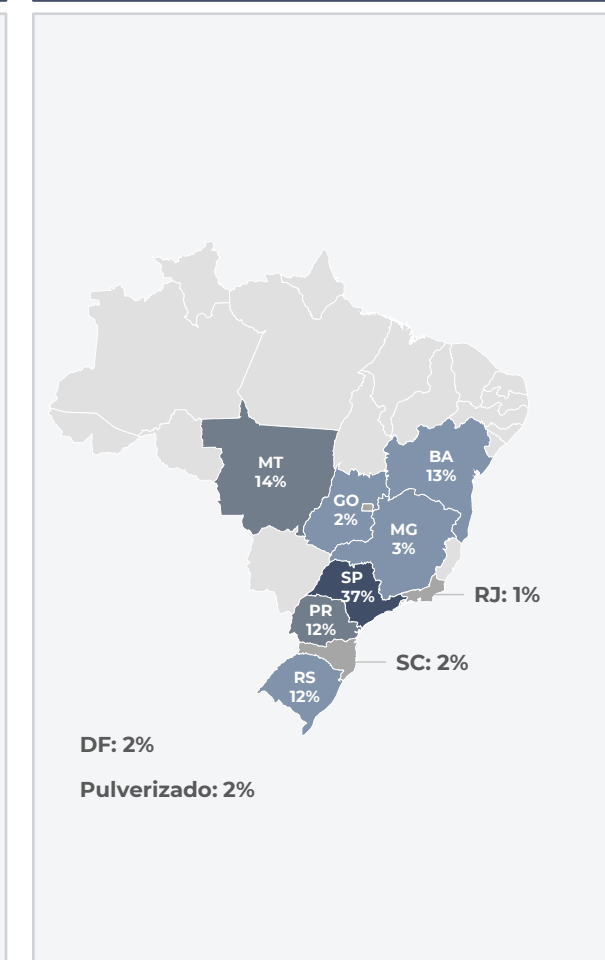 MT
14%
BA
13%
GO
2%
MG
3%
SP
37%
RJ: 1%
PR
12%
SC: 2%
RS
12%
DF: 2%
Pulverizado: 2%